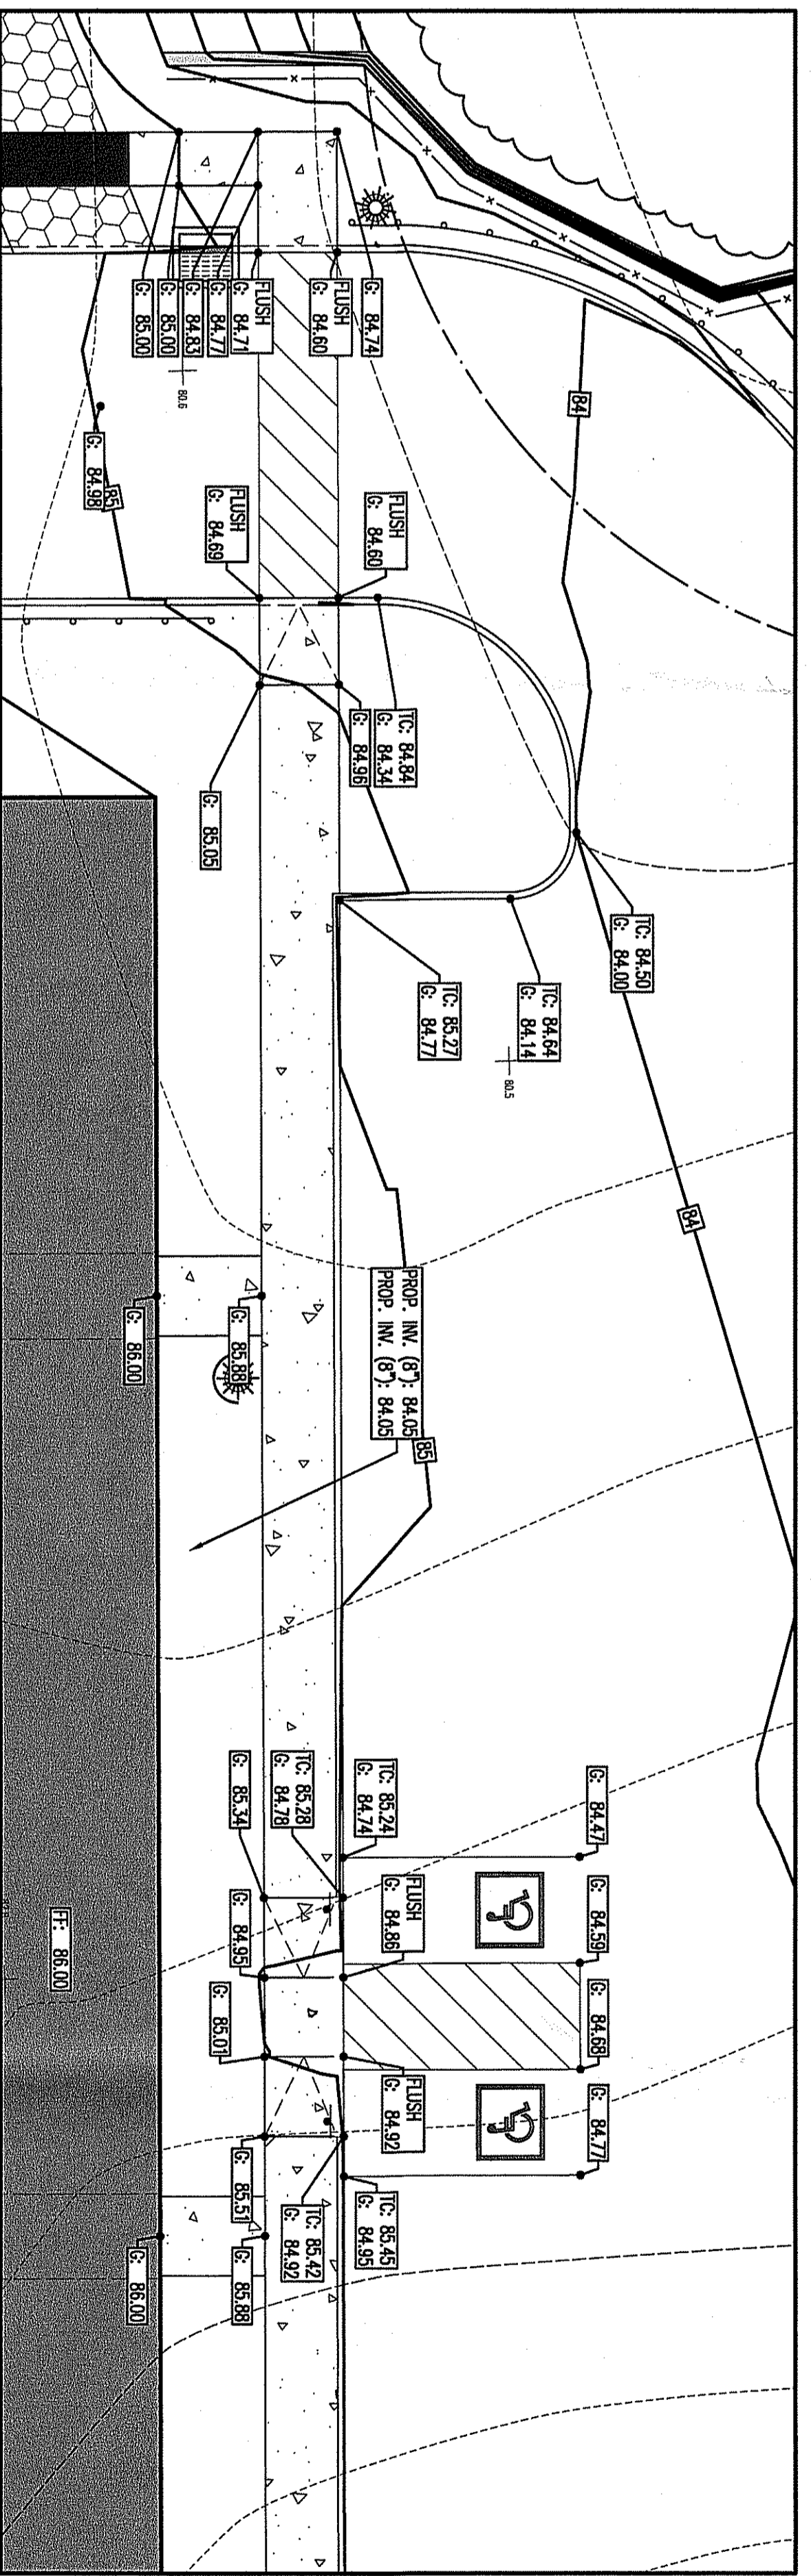 G: 84.74
FLUSH
G: 84.60
FLUSH
G: 84.71
G: 84.77
G: 84.83
G: 85.00
G: 85.00
80.6
84
G: 84.98
85
FLUSH
G: 84.60
FLUSH
G: 84.69
TC: 84.84
G: 84.34
G: 84.96
G: 85.05
TC: 84.50
G: 84.00
TC: 84.64
G: 84.14
TC: 85.27
G: 84.77
80.5
84
PROP. INV. (8"): 84.05
PROP. INV. (8"): 84.05
85
G: 85.88
G: 86.00
G: 84.47
TC: 85.24
G: 84.74
TC: 85.28
G: 84.78
G: 85.34
G: 84.59
FLUSH
G: 84.86
G: 84.95
FF: 86.00
G: 84.68
G: 85.01
G: 84.77
FLUSH
G: 84.92
G: 85.51
TC: 85.45
G: 84.95
TC: 85.42
G: 84.92
G: 85.88
G: 86.00